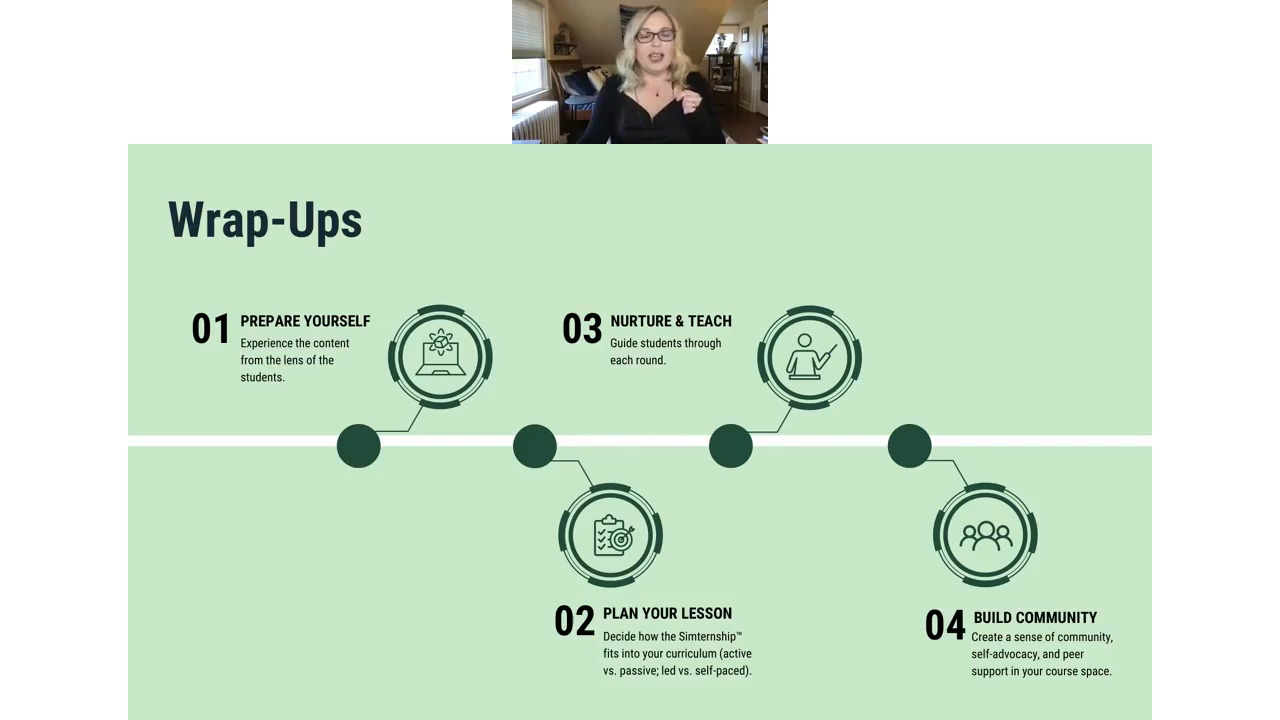 Wrap-Ups
01
PREPARE YOURSELF
Experience the content
from the lens of the
students.
03
NURTURE & TEACH
Guide students through
each round.
02
PLAN YOUR LESSON
Decide how the Simternship™
fits into your curriculum (active
vs. passive; led vs. self-paced).
04
BUILD COMMUNITY
Create a sense of community,
self-advocacy, and peer
support in your course space.